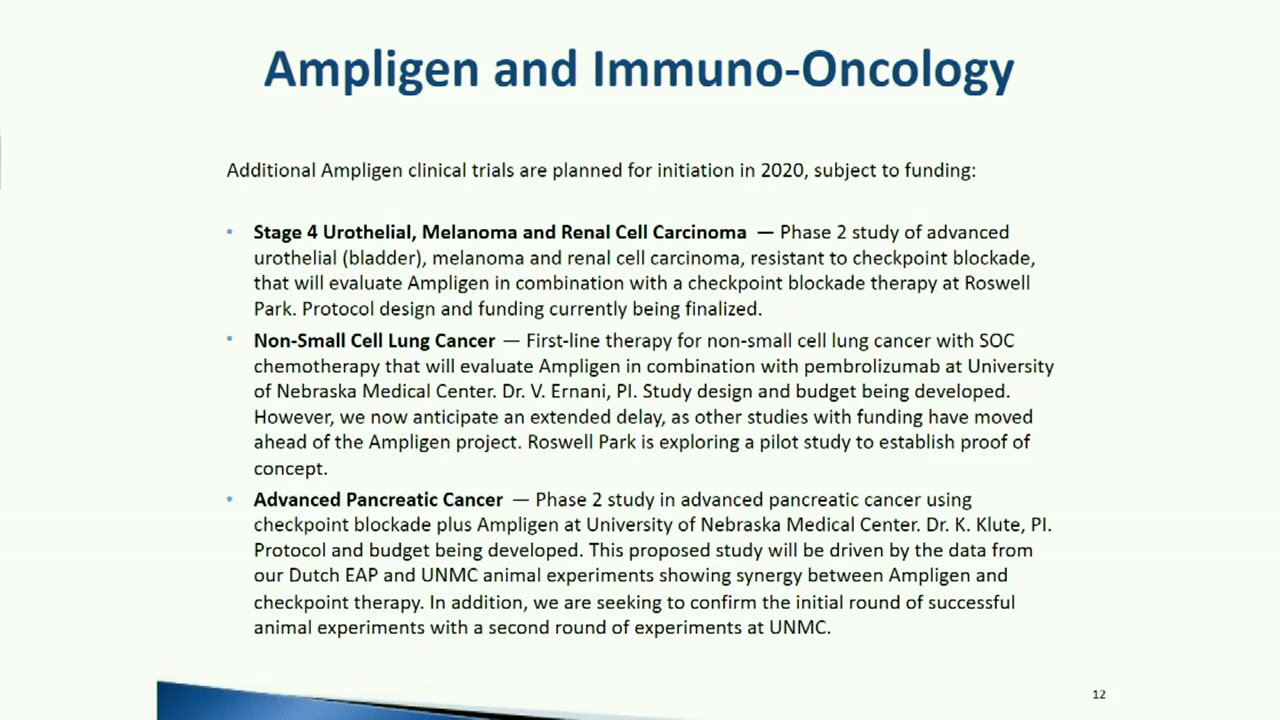 Ampligen and Immuno-Oncology
Additional Ampligen clinical trials are planned for initiation in 2020, subject to funding:
• Stage 4 Urothelial, Melanoma and Renal Cell Carcinoma — Phase 2 study of advanced
urothelial (bladder), melanoma and renal cell carcinoma, resistant to checkpoint blockade,
that will evaluate Ampligen in combination with a checkpoint blockade therapy at Roswell
Park. Protocol design and funding currently being finalized.
• Non-Small Cell Lung Cancer — First-line therapy for non-small cell lung cancer with SOC
chemotherapy that will evaluate Ampligen in combination with pembrolizumab at University
of Nebraska Medical Center. Dr. V. Ernani, PI. Study design and budget being developed.
However, we now anticipate an extended delay, as other studies with funding have moved
ahead of the Ampligen project. Roswell Park is exploring a pilot study to establish proof of
concept.
• Advanced Pancreatic Cancer — Phase 2 study in advanced pancreatic cancer using
checkpoint blockade plus Ampligen at University of Nebraska Medical Center. Dr. K. Klute, PI.
Protocol and budget being developed. This proposed study will be driven by the data from
our Dutch EAP and UNMC animal experiments showing synergy between Ampligen and
checkpoint therapy. In addition, we are seeking to confirm the initial round of successful
animal experiments with a second round of experiments at UNMC.
12